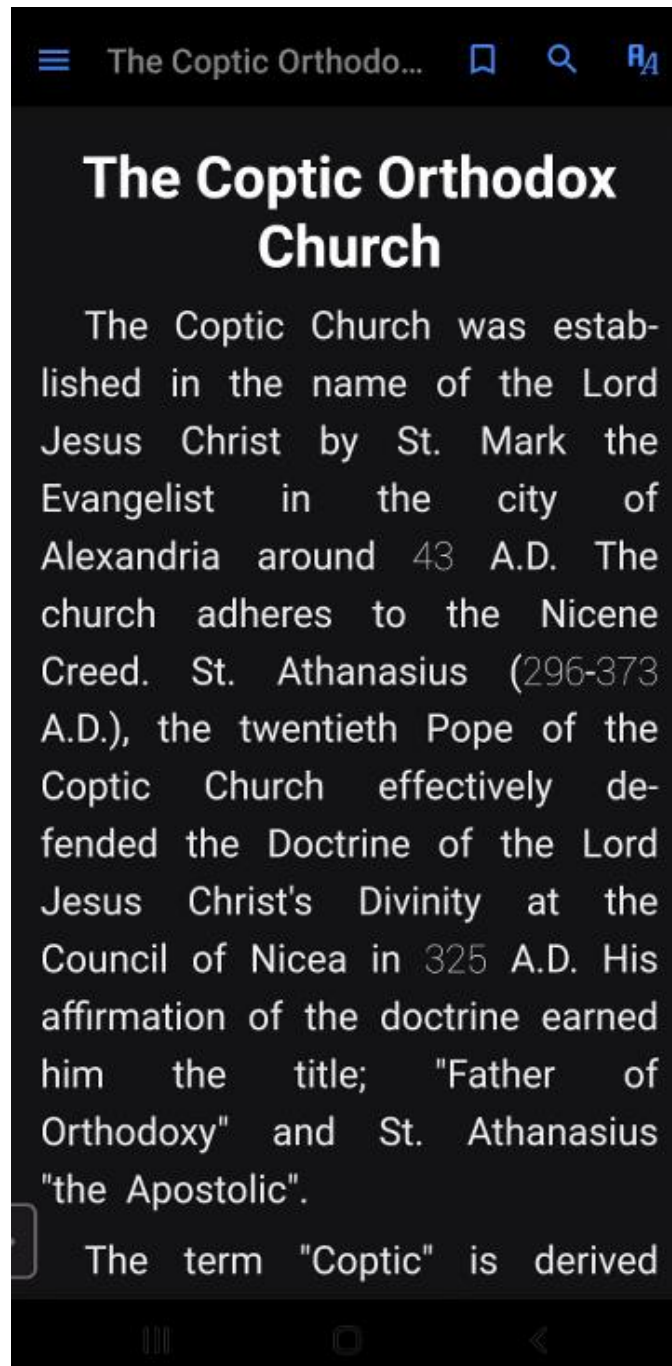 The Coptic Orthodo...
The Coptic Orthodox
Church
The Coptic Church was estab-
lished in the name of the Lord
Jesus Christ by St. Mark the
Evangelist in the city of
Alexandria around 43 A.D. The
church adheres to the Nicene
Creed. St. Athanasius (296-373
A.D.), the twentieth Pope of the
Coptic Church effectively de-
fended the Doctrine of the Lord
Jesus Christ's Divinity at the
Council of Nicea in 325 A.D. His
affirmation of the doctrine earned
him the title; "Father of
Orthodoxy" and St. Athanasius
"the Apostolic".
The term "Coptic" is derived